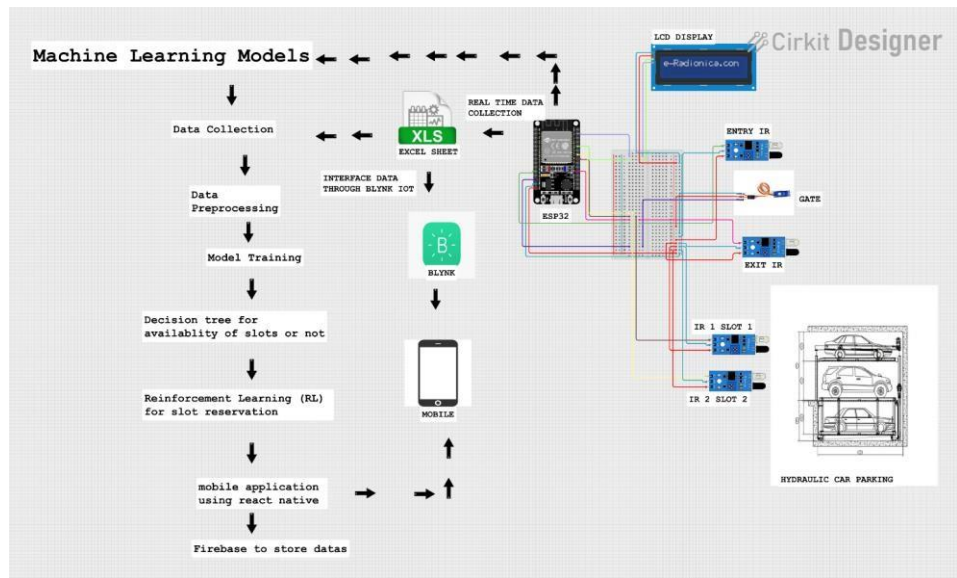 Machine Learning Models
Data Collection
Data
Preprocessing
Model Training
Decision tree for
availablity of slots or not
Reinforcement Learning (RL)
for slot reservation
mobile application
using react native
Firebase to store datas
REAL TIME DATA
COLLECTION
XLS
EXCEL SHEET
INTERFACE DATA
THROUGH BLYNK IOT
B
BLYNK
MOBILE
ESP32
LCD DISPLAY
Cirkit Designer
e-Radionica.com
ENTRY IR
GATE
EXIT IR
IR 1 SLOT 1
IR 2 SLOT 2
HYDRAULIC CAR PARKING